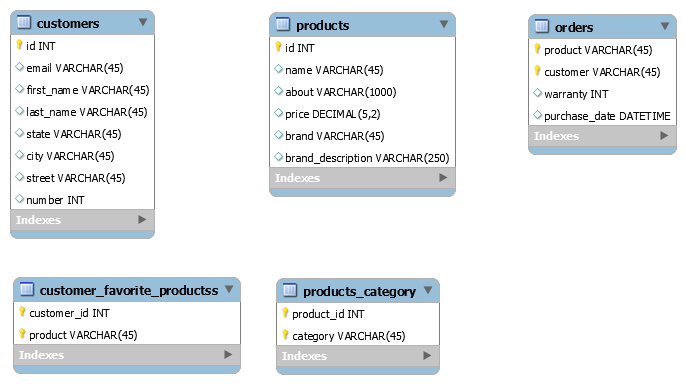 customers
id INT
email VARCHAR(45)
first_name VARCHAR(45)
last_name VARCHAR(45)
state VARCHAR(45)
city VARCHAR(45)
street VARCHAR(45)
number INT
Indexes
products
id INT
name VARCHAR(45)
about VARCHAR(1000)
price DECIMAL(5,2)
brand VARCHAR(45)
brand_description VARCHAR(250)
Indexes
orders
product VARCHAR(45)
customer VARCHAR(45)
warranty INT
purchase_date DATETIME
Indexes
customer_favorite_productss
customer_id INT
product VARCHAR(45)
Indexes
products_category
product_id INT
category VARCHAR(45)
Indexes